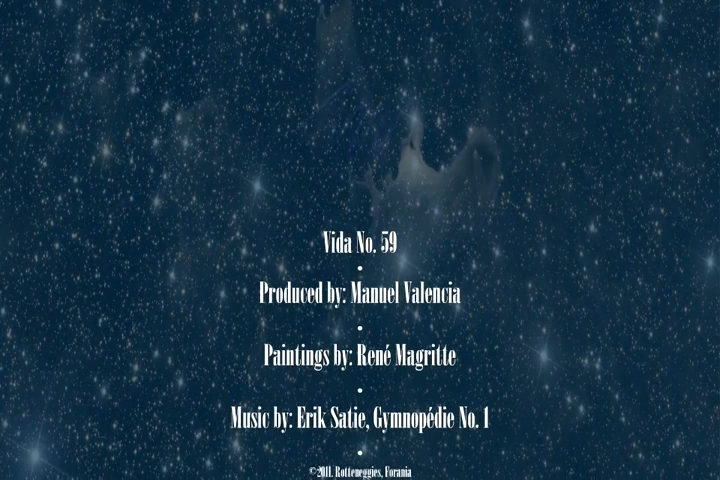 Vida No. 59
•
Produced by: Manuel Valencia
•
Paintings by: René Magritte
•
Music by: Erik Satie, Gymnopédie No. 1
•
©2011. Rotteneggies, Forania